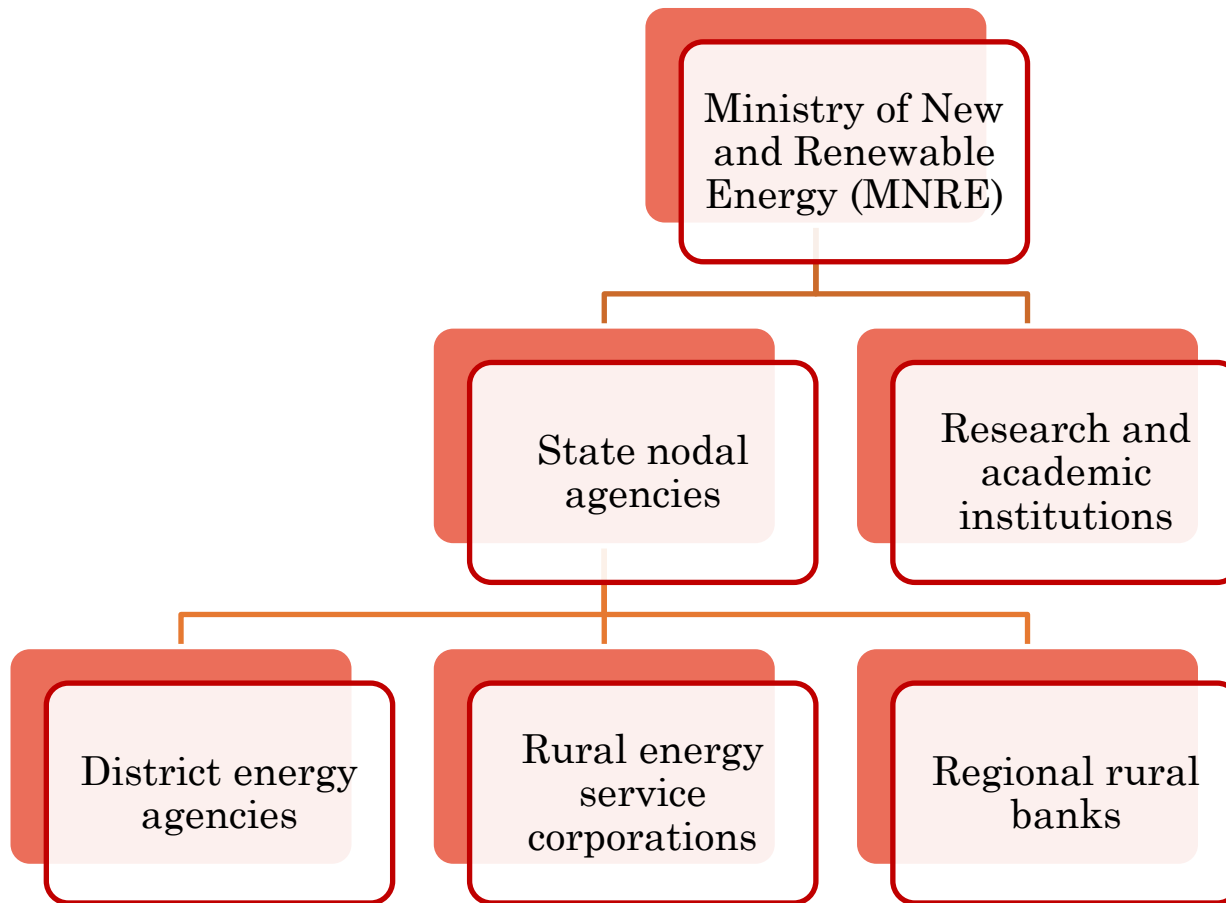 Ministry of New
and Renewable
Energy (MNRE)
State nodal
agencies
Research and
academic
institutions
District energy
agencies
Rural energy
service
corporations
Regional rural
banks